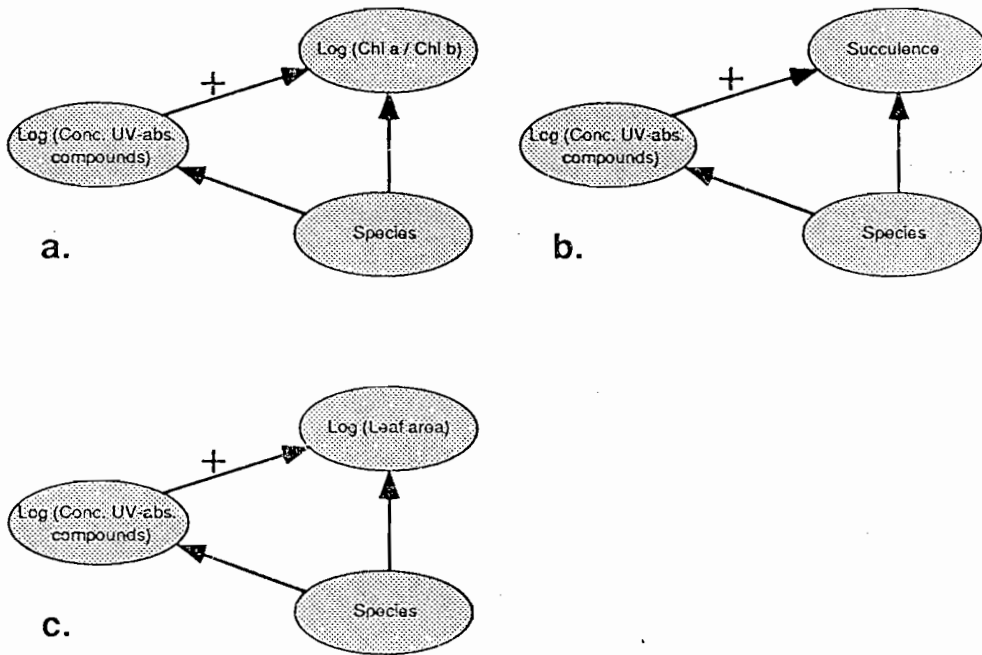 Log (Chl a / Chl b)
+
Log (Conc. UV-abs.
compounds)
Species
a.
Succulence
+
Log (Conc. UV-abs.
compounds)
Species
b.
Log (Leaf area)
+
Log (Conc. UV-abs.
compounds)
Species
c.